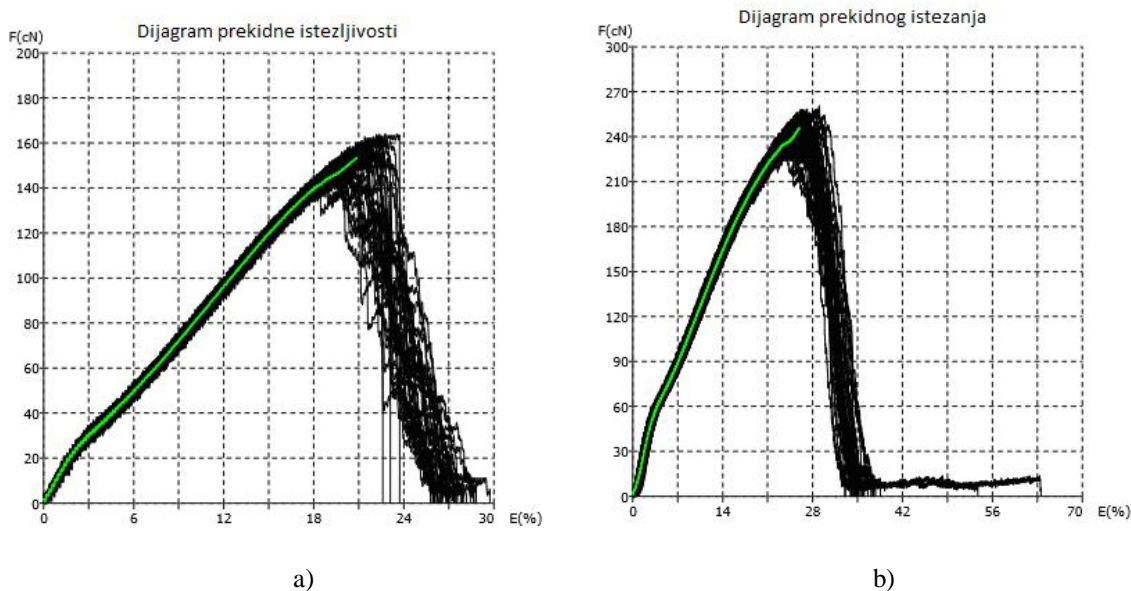 Dijagram prekidne istezljivosti
F(cN)
200
180
160
140
120
100
80
60
40
20
0
0 6 12 18 24 30
E(%)
a)
Dijagram prekidnog istezanja
F(cN)
300
270
240
210
180
150
120
90
60
30
0
0 14 28 42 56 70
E(%)
b)